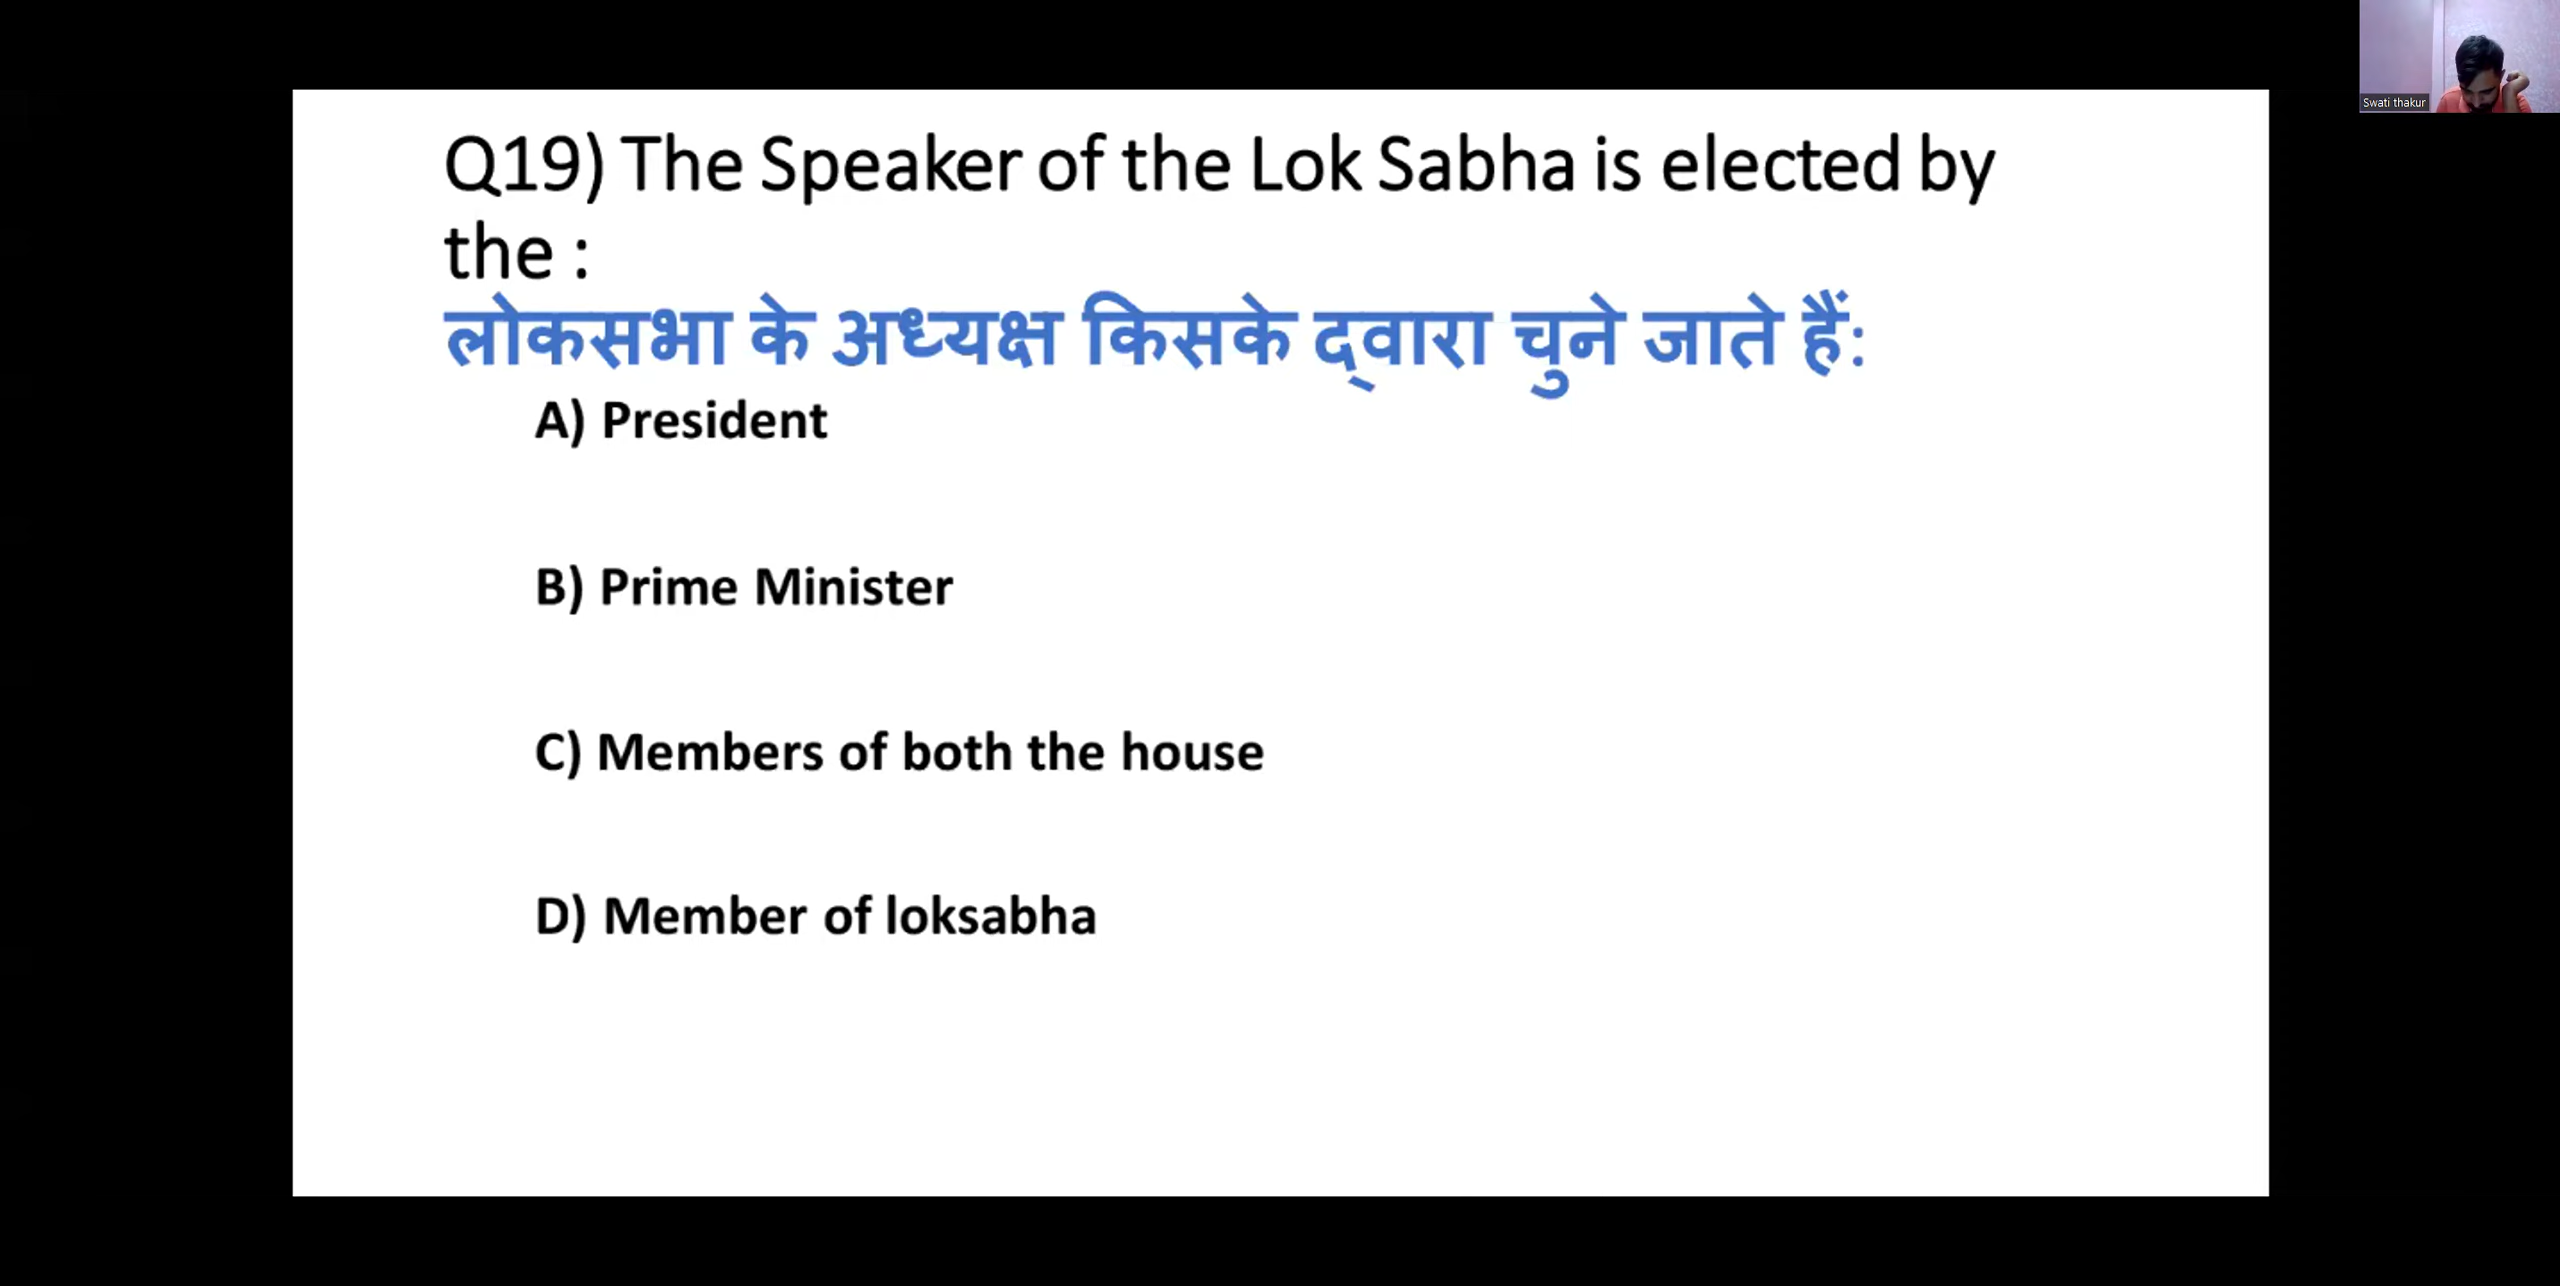 Swati thakur
Q19) The Speaker of the Lok Sabha is elected by
the :
लोकसभा के अध्यक्ष किसके द्वारा चुने जाते हैं:
A) President
B) Prime Minister
C) Members of both the house
D) Member of loksabha